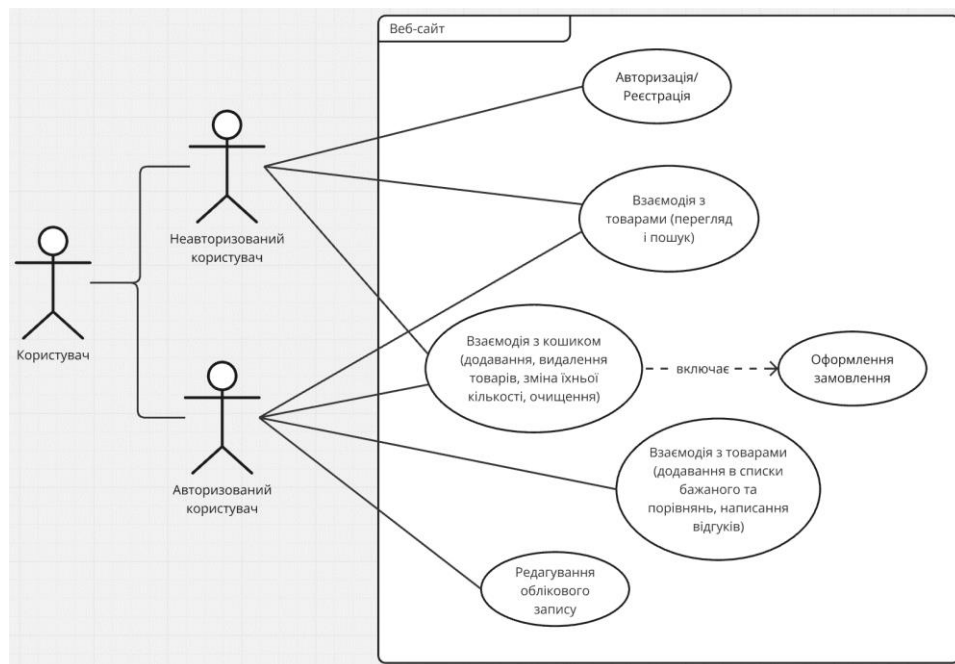 Веб-сайт
Авторизація/
Реєстрація
Неавторизований
користувач
Взаємодія з
товарами (перегляд
і пошук)
Користувач
Взаємодія з кошиком
(додавання, видалення
товарів, зміна їхньої
кількості, очищення)
включає
Оформлення
замовлення
Авторизований
користувач
Взаємодія з товарами
(додавання в списки
бажаного та
порівнянь, написання
відгуків)
Редагування
облікового
запису